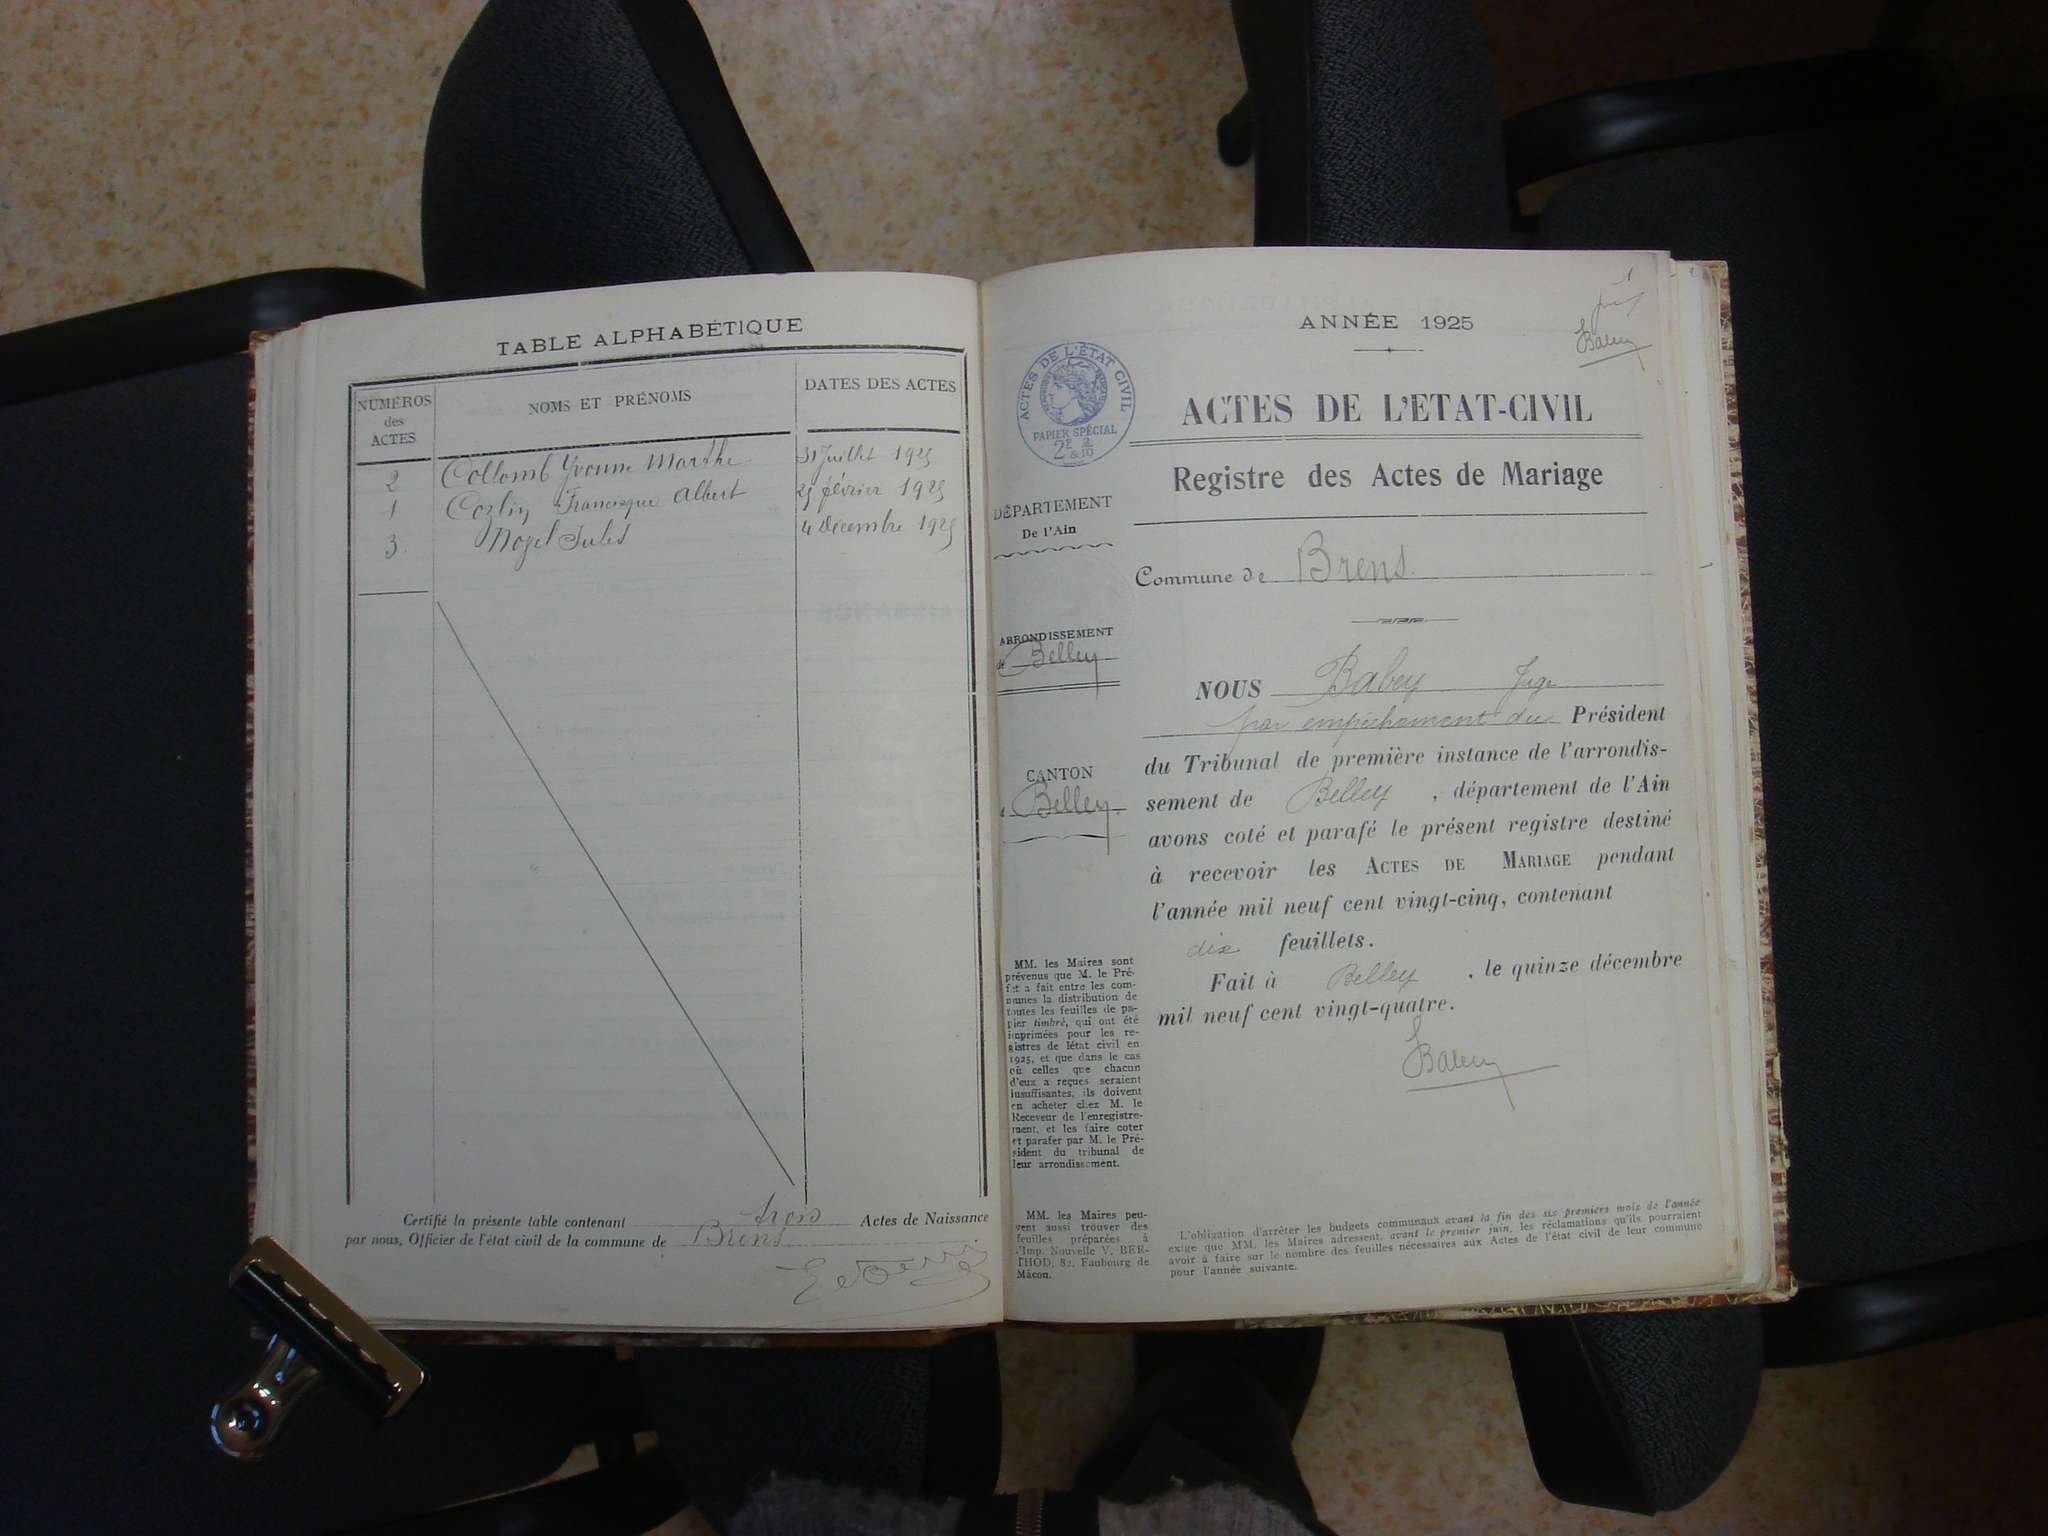 TABLE ALPHABÉTIQUE
NUMÉROS des ACTES
NOMS ET PRÉNOMS
DATES DES ACTES
2 Collomb Yvonne Marthe 31 Juillet 1925
1 Francisque Albert 25 février 1925
3 Jules 4 Décembre 1925
Certifié la présente table contenant trois Actes de Naissance
par nous, Officier de l'état civil de la commune de Brens
1
Babey
ANNÉE 1925
ACTES DE L'ÉTAT CIVIL
PAPIER SPÉCIAL
2F &2/10
ACTES DE L'ETAT-CIVIL
Registre des Actes de Mariage
DÉPARTEMENT
De l'Ain
Commune de Brens.
ARRONDISSEMENT
de Belley
CANTON
Belley.
NOUS Babey Juge
par empêchement du Président
du Tribunal de première instance de l'arrondis-
sement de Belley, département de l'Ain
avons coté et parafé le présent registre destiné
à recevoir les ACTES DE MARIAGE pendant
l'année mil neuf cent vingt-cinq, contenant
dix feuillets.
Fait à Belley, le quinze décembre
mil neuf cent vingt-quatre.
Babey
MM. les Maires sont
prévenus que M. le Pré-
fet a fait entre les com-
munes la distribution de
toutes les feuilles de pa-
pier timbré, qui ont été
imprimées pour les re-
gistres de l'état civil en
1925, et que dans le cas
où celles que chacun
d'eux a reçues seraient
insuffisantes, ils doivent
en acheter chez M. le
Receveur de l'enregistre-
ment, et les faire coter
et parafer par M. le Pré-
sident du tribunal de
leur arrondissement.
MM. les Maires peu-
vent aussi trouver des
feuilles préparées à
l'Imp. Nouvelle V. BER-
THOD, 82, Faubourg de
Mâcon.
L'obligation d'arrêter les budgets communaux avant la fin des six premiers mois de l'année
exige que MM. les Maires adressent, avant le premier juin, les réclamations qu'ils pourraient
avoir à faire sur le nombre des feuilles nécessaires aux Actes de l'état civil de leur commune
pour l'année suivante.